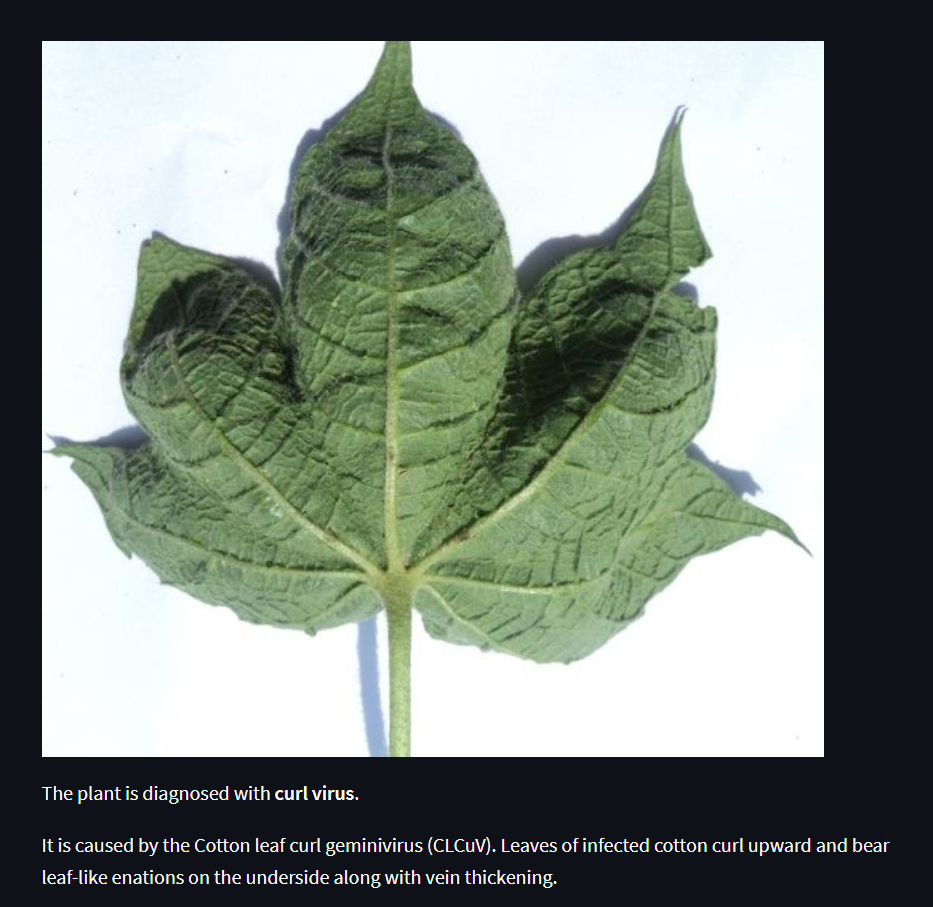 The plant is diagnosed with curl virus.
It is caused by the Cotton leaf curl geminivirus (CLCuV). Leaves of infected cotton curl upward and bear
leaf-like enations on the underside along with vein thickening.